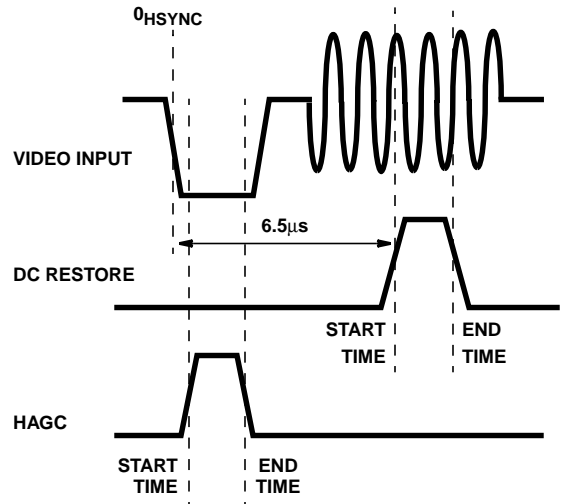 0HSYNC
VIDEO INPUT
6.5μs
DC RESTORE
START
TIME
END
TIME
HAGC
START
TIME
END
TIME